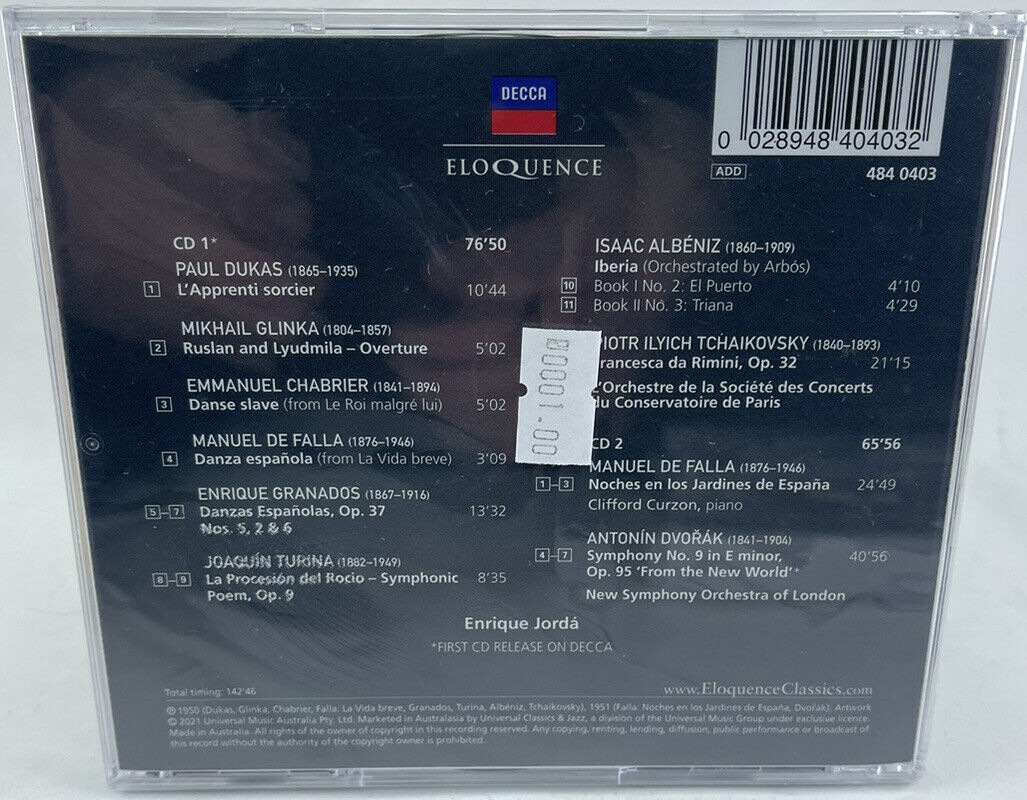 DECCA
ELOQUENCE
0 028948 404032
ADD
484 0403
CD 1* 76'50
PAUL DUKAS (1865–1935)
1 L'Apprenti sorcier 10'44
MIKHAIL GLINKA (1804–1857)
2 Ruslan and Lyudmila – Overture 5'02
EMMANUEL CHABRIER (1841–1894)
3 Danse slave (from Le Roi malgré lui) 5'02
MANUEL DE FALLA (1876–1946)
4 Danza española (from La Vida breve) 3'09
ENRIQUE GRANADOS (1867–1916)
5–7 Danzas Españolas, Op. 37 13'32
Nos. 5, 2 & 6
JOAQUÍN TURINA (1882–1949)
8–9 La Procesión del Rocio – Symphonic 8'35
Poem, Op. 9
ISAAC ALBÉNIZ (1860–1909)
Iberia (Orchestrated by Arbós)
10 Book I No. 2: El Puerto 4'10
11 Book II No. 3: Triana 4'29
PIOTR ILYICH TCHAIKOVSKY (1840–1893)
Francesca da Rimini, Op. 32 21'15
L'Orchestre de la Société des Concerts
du Conservatoire de Paris
00001.00
CD 2 65'56
MANUEL DE FALLA (1876–1946)
1–3 Noches en los Jardines de España 24'49
Clifford Curzon, piano
ANTONÍN DVOŘÁK (1841–1904)
4–7 Symphony No. 9 in E minor, 40'56
Op. 95 'From the New World'*
New Symphony Orchestra of London
Enrique Jordá
*FIRST CD RELEASE ON DECCA
Total timing: 142'46
www.EloquenceClassics.com
℗ 1950 (Dukas, Glinka, Chabrier, Falla: La Vida breve, Granados, Turina, Albéniz, Tchaikovsky), 1951 (Falla: Noches en los Jardines de España, Dvořák). Artwork
© 2021 Universal Music Australia Pty. Ltd. Marketed in Australasia by Universal Classics & Jazz, a division of the Universal Music Group under exclusive licence.
Made in Australia. All rights of the owner of copyright in this recording reserved. Any copying, renting, lending, diffusion, public performance or broadcast of
this record without the authority of the copyright owner is prohibited.